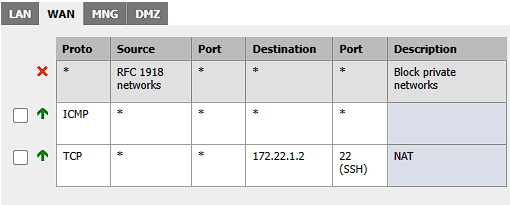 LAN WAN MNG DMZ
Proto Source Port Destination Port Description
* RFC 1918 * * * Block private
networks networks
ICMP * * * *
TCP * * 172.22.1.2 22 NAT
(SSH)